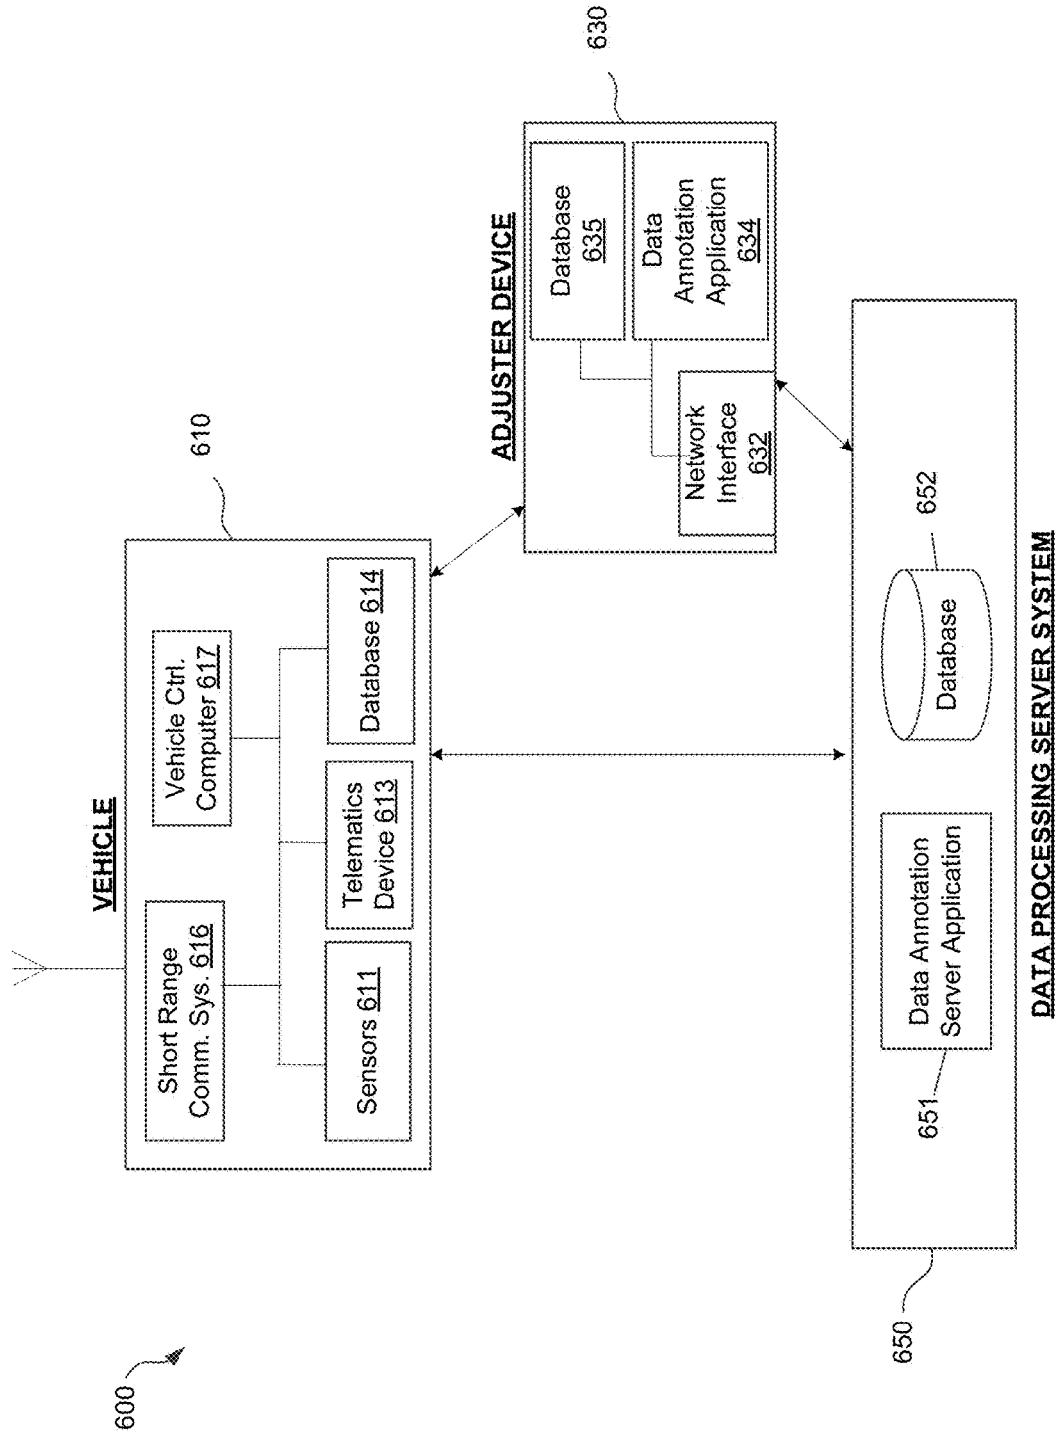 600
VEHICLE
610
Short Range
Comm. Sys. 616
Vehicle Ctrl.
Computer 617
Sensors 611
Telematics
Device 613
Database 614
ADJUSTER DEVICE
630
Database
635
Data
Annotation
Application
634
Network
Interface
632
650
651
Data Annotation
Server Application
652
Database
DATA PROCESSING SERVER SYSTEM